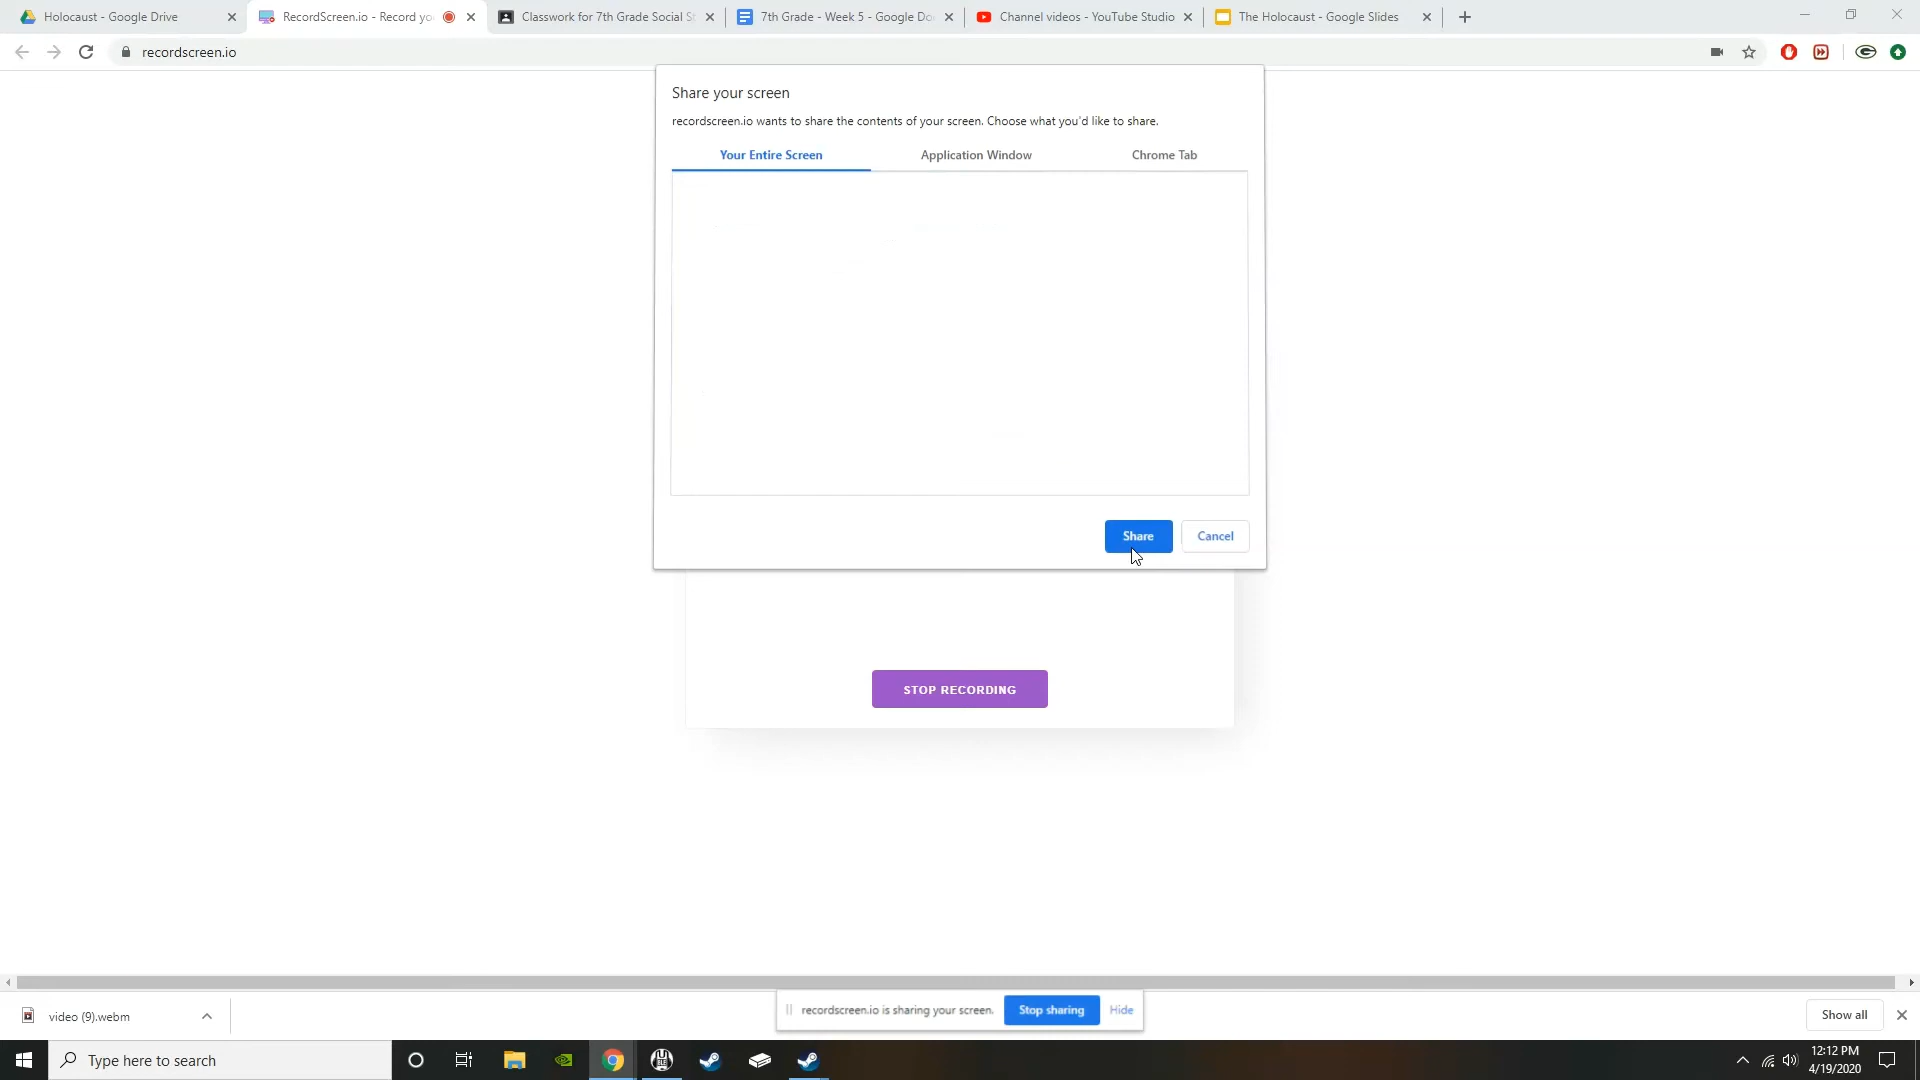 Holocaust - Google Drive
RecordScreen.io - Record yo
Classwork for 7th Grade Social St
7th Grade - Week 5 - Google Do
Channel videos - YouTube Studio
The Holocaust - Google Slides
recordscreen.io
Share your screen
recordscreen.io wants to share the contents of your screen. Choose what you'd like to share.
Your Entire Screen
Application Window
Chrome Tab
Share
Cancel
STOP RECORDING
video (9).webm
recordscreen.io is sharing your screen.
Stop sharing
Hide
Show all
Type here to search
12:12 PM
4/19/2020